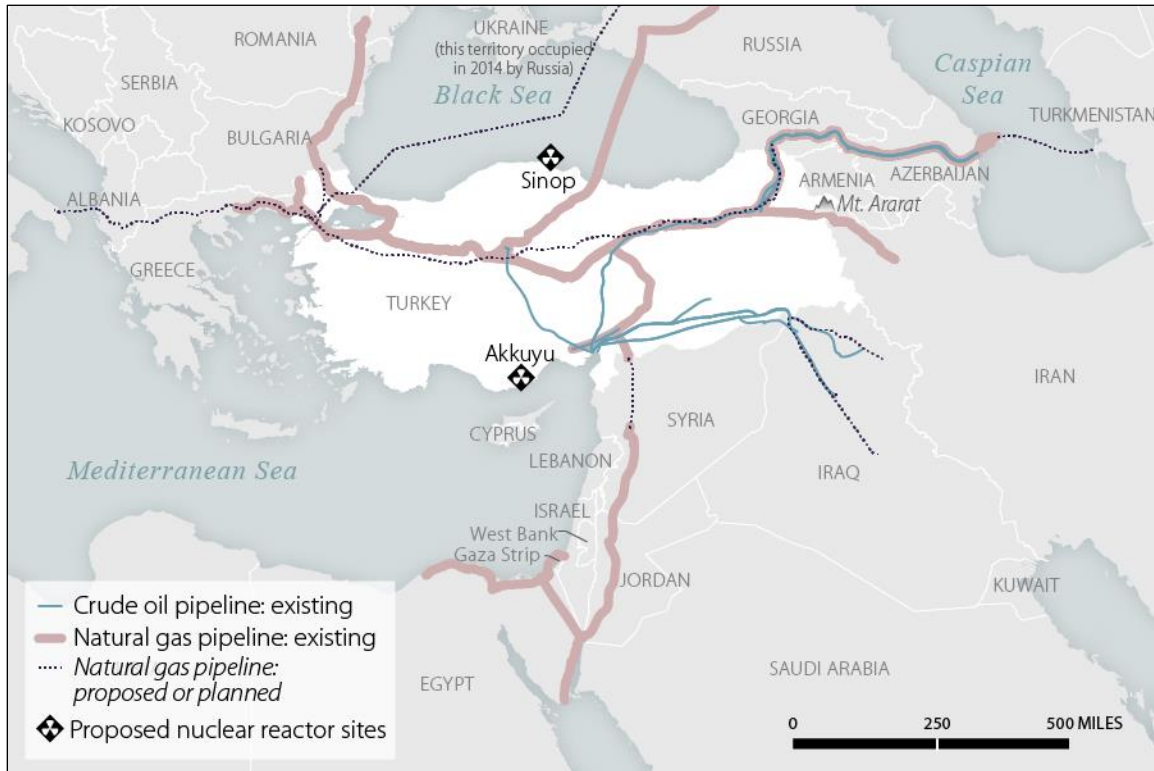 ROMANIA
UKRAINE
(this territory occupied
in 2014 by Russia)
RUSSIA
Caspian
Sea
SERBIA
Black Sea
TURKMENISTAN
KOSOVO
BULGARIA
GEORGIA
Sinop
ARMENIA
AZERBAIJAN
ALBANIA
Mt. Ararat
GREECE
TURKEY
Akkuyu
IRAN
SYRIA
CYPRUS
Mediterranean Sea
LEBANON
IRAQ
ISRAEL
West Bank
Gaza Strip
JORDAN
KUWAIT
Crude oil pipeline: existing
Natural gas pipeline: existing
Natural gas pipeline:
proposed or planned
Proposed nuclear reactor sites
EGYPT
SAUDI ARABIA
0 250 500 MILES